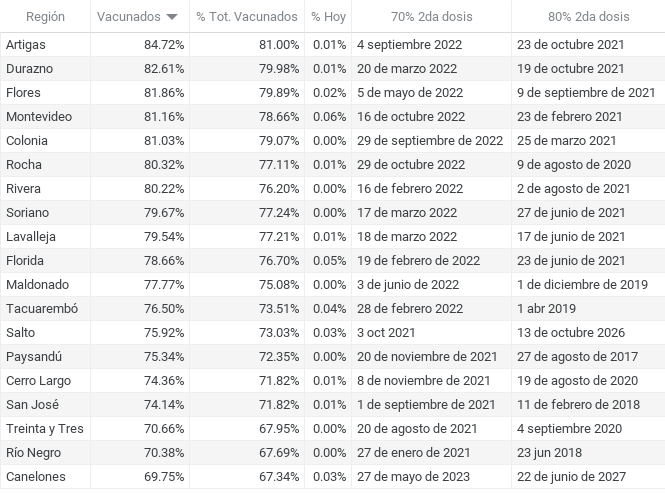 Región Vacunados % Tot. Vacunados % Hoy 70% 2da dosis 80% 2da dosis
Artigas 84.72% 81.00% 0.01% 4 septiembre 2022 23 de octubre 2021
Durazno 82.61% 79.98% 0.01% 20 de marzo 2022 19 de octubre 2021
Flores 81.86% 79.89% 0.02% 5 de mayo de 2022 9 de septiembre de 2021
Montevideo 81.16% 78.66% 0.06% 16 de octubre 2022 23 de febrero 2021
Colonia 81.03% 79.07% 0.00% 29 de septiembre de 2022 25 de marzo 2021
Rocha 80.32% 77.11% 0.01% 29 de octubre 2022 9 de agosto de 2020
Rivera 80.22% 76.20% 0.00% 16 de febrero 2022 2 de agosto de 2021
Soriano 79.67% 77.24% 0.00% 17 de marzo 2022 27 de junio de 2021
Lavalleja 79.54% 77.21% 0.01% 18 de marzo 2022 17 de junio de 2021
Florida 78.66% 76.70% 0.05% 19 de febrero de 2022 23 de junio de 2021
Maldonado 77.77% 75.08% 0.00% 3 de junio de 2022 1 de diciembre de 2019
Tacuarembó 76.50% 73.51% 0.04% 28 de febrero 2022 1 abr 2019
Salto 75.92% 73.03% 0.03% 3 oct 2021 13 de octubre 2026
Paysandú 75.34% 72.35% 0.00% 20 de noviembre de 2021 27 de agosto de 2017
Cerro Largo 74.36% 71.82% 0.01% 8 de noviembre de 2021 19 de agosto de 2020
San José 74.14% 71.82% 0.01% 1 de septiembre de 2021 11 de febrero de 2018
Treinta y Tres 70.66% 67.95% 0.00% 20 de agosto de 2021 4 septiembre 2020
Río Negro 70.38% 67.69% 0.00% 27 de enero de 2021 23 jun 2018
Canelones 69.75% 67.34% 0.03% 27 de mayo de 2023 22 de junio de 2027